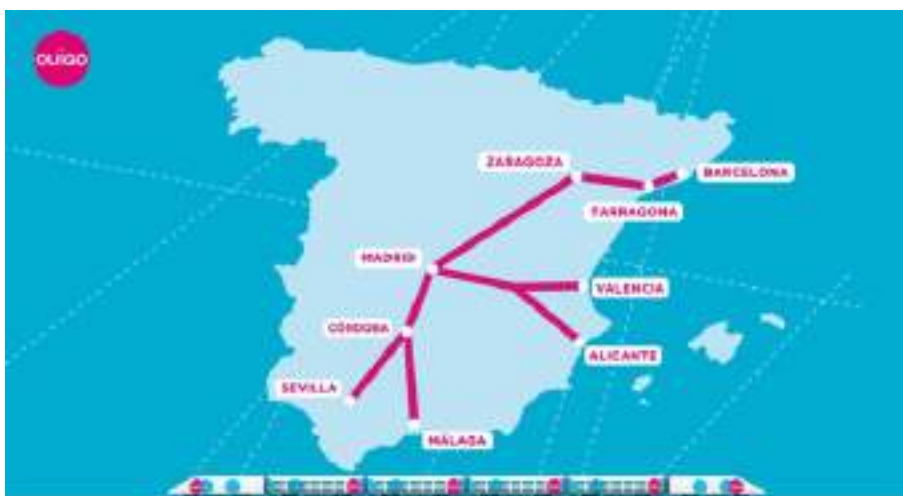 OUIGO
ZARAGOZA
BARCELONA
TARRAGONA
MADRID
VALENCIA
CÓRDOBA
ALICANTE
SEVILLA
MÁLAGA